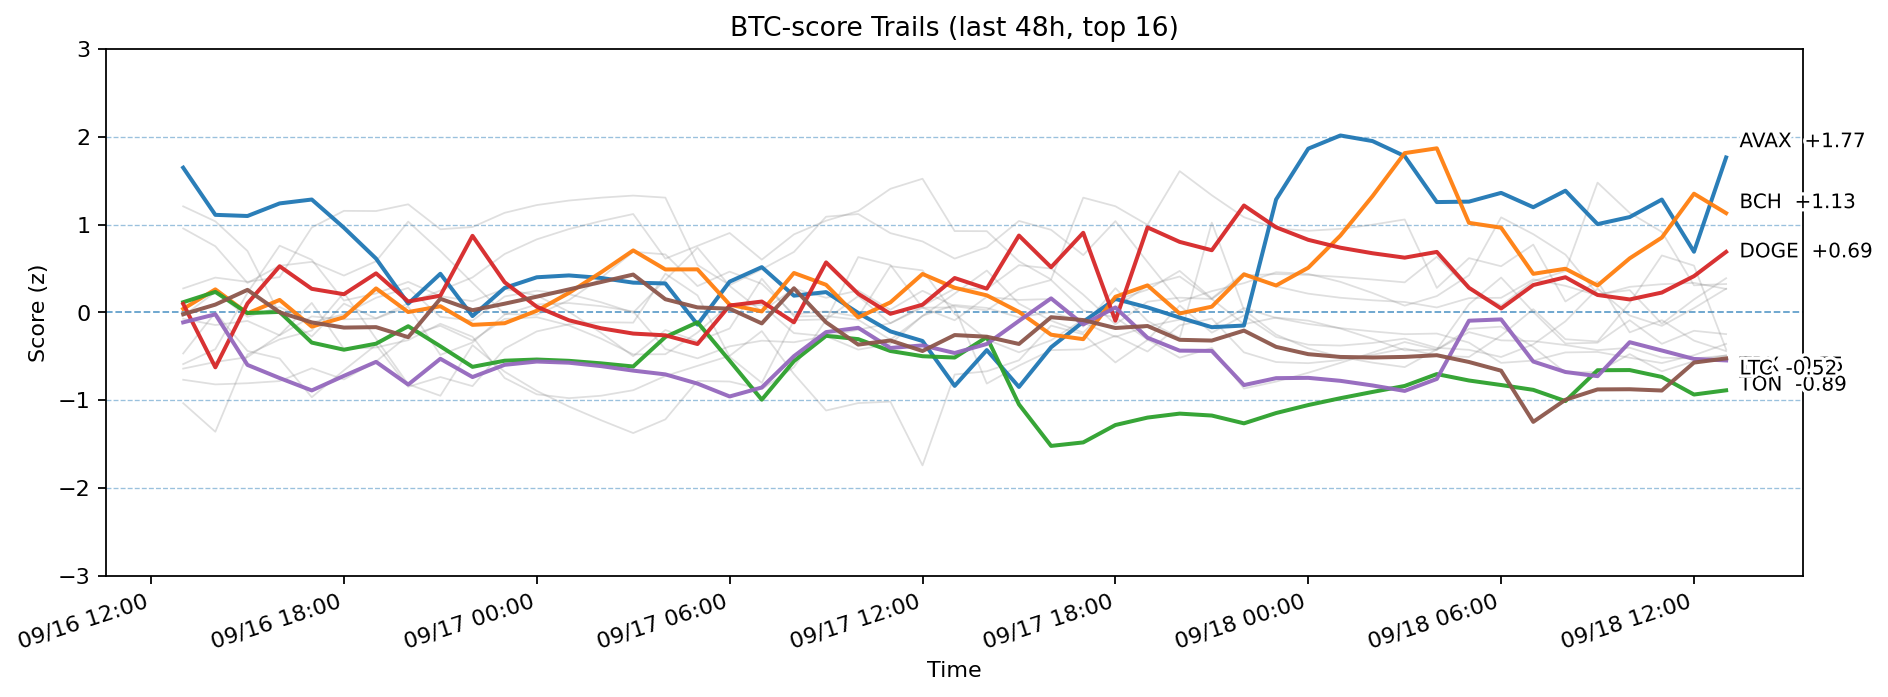 BTC-score Trails (last 48h, top 16)
3
2
1
0
−1
−2
−3
Score (z)
AVAX +1.77
BCH +1.13
DOGE +0.69
-0.52
TON -0.89
09/16 12:00
09/16 18:00
09/17 00:00
09/17 06:00
09/17 12:00
09/17 18:00
09/18 00:00
09/18 06:00
09/18 12:00
Time